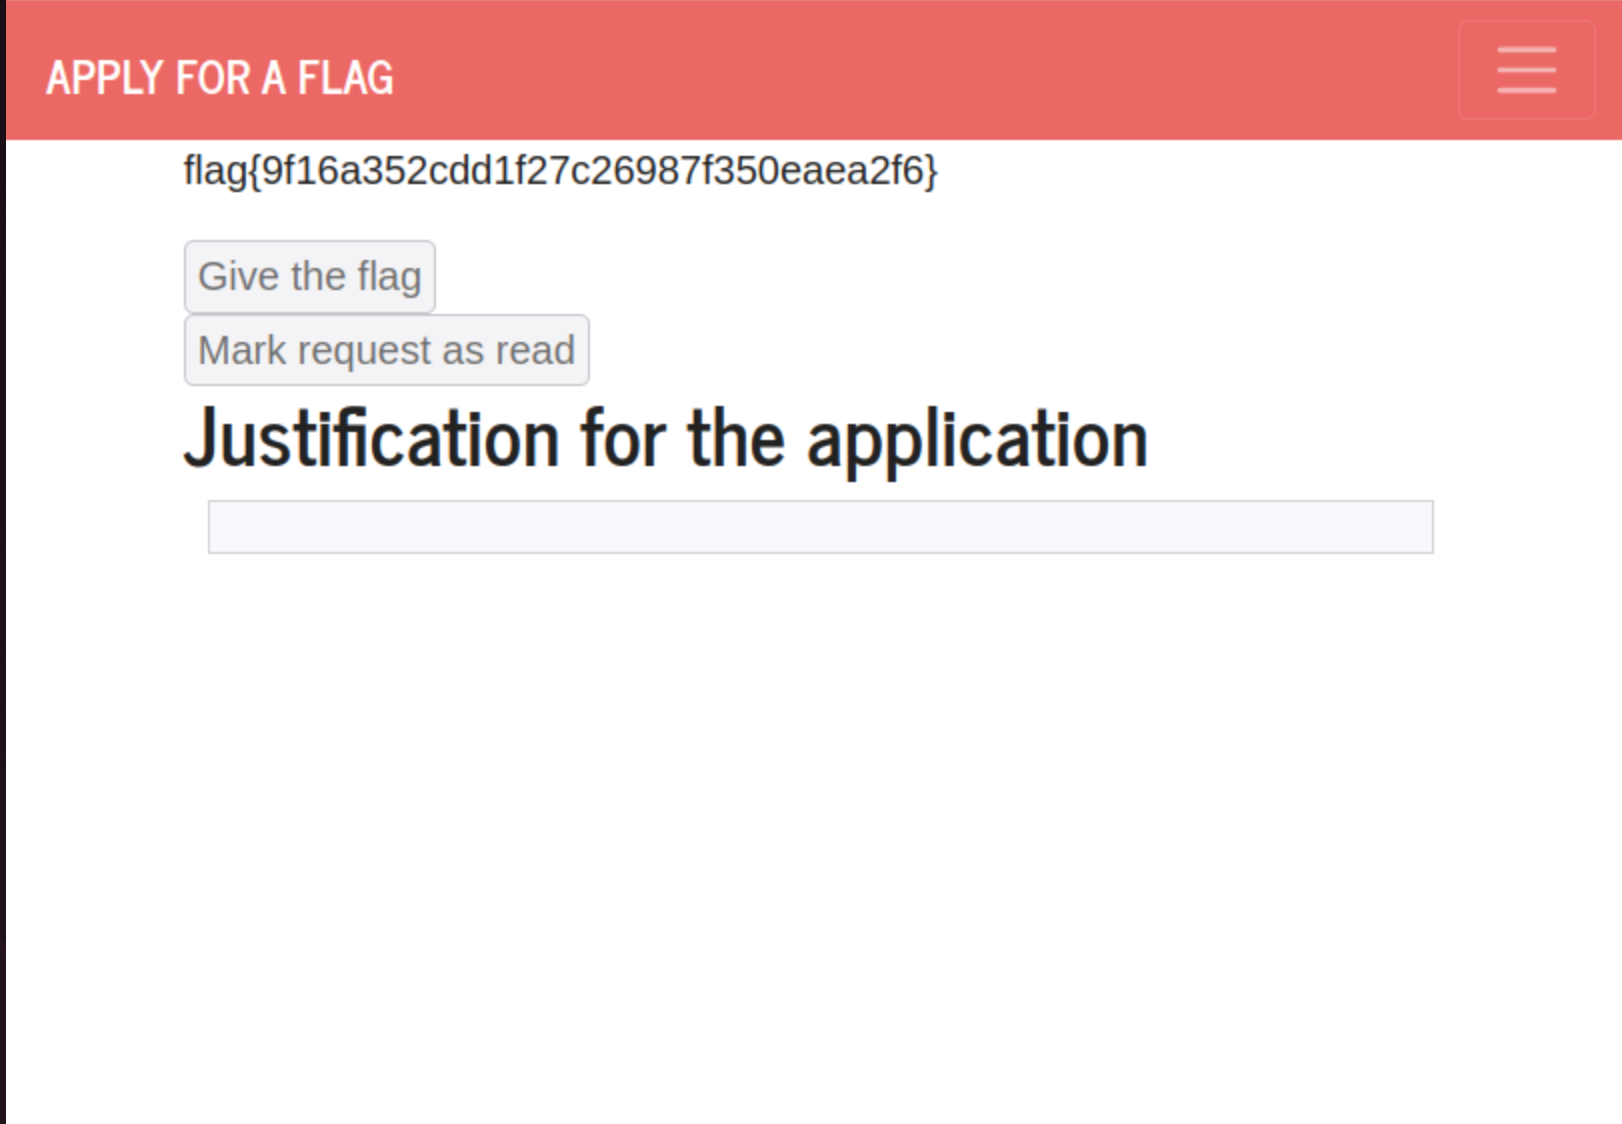 APPLY FOR A FLAG
flag{9f16a352cdd1f27c26987f350eaea2f6}
Give the flag
Mark request as read
Justification for the application